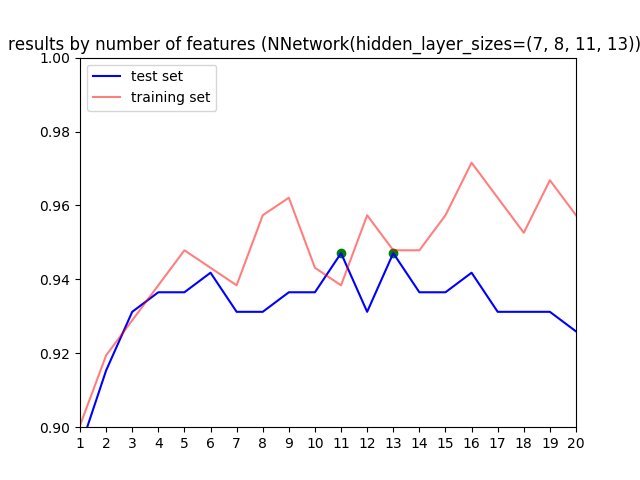 results by number of features (NNetwork(hidden_layer_sizes=(7, 8, 11, 13))
1.00
test set
training set
0.98
0.96
0.94
0.92
0.90
1 2 3 4 5 6 7 8 9 10 11 12 13 14 15 16 17 18 19 20